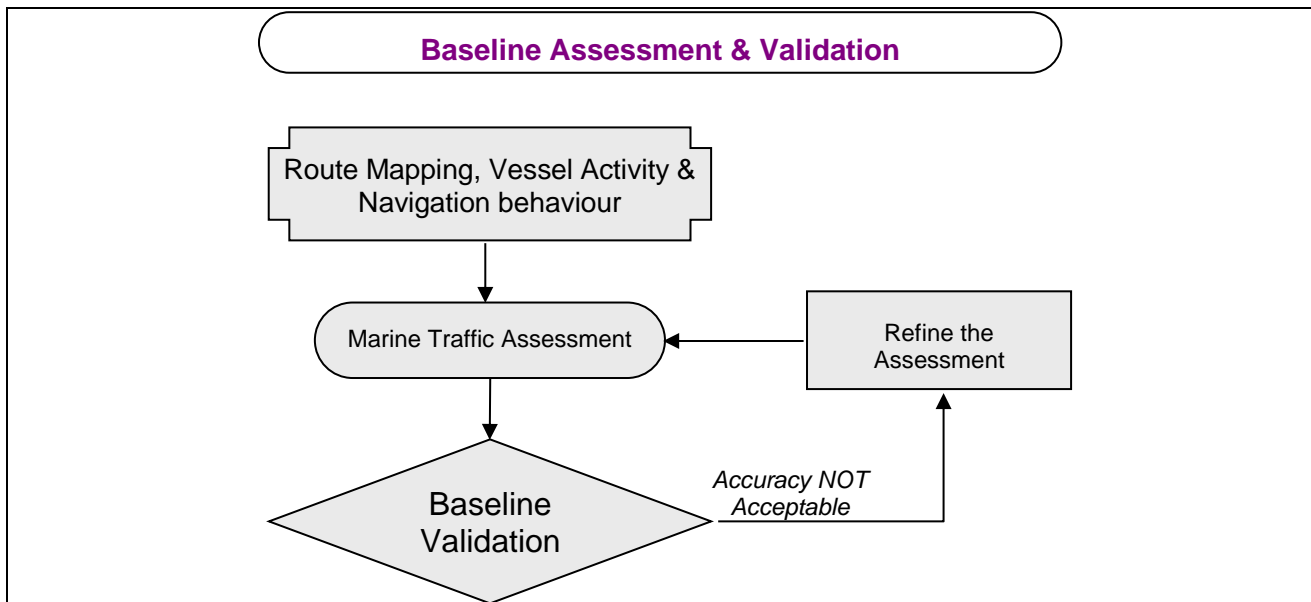 Baseline Assessment & Validation
Route Mapping, Vessel Activity &
Navigation behaviour
Marine Traffic Assessment
Refine the
Assessment
Accuracy NOT
Acceptable
Baseline
Validation